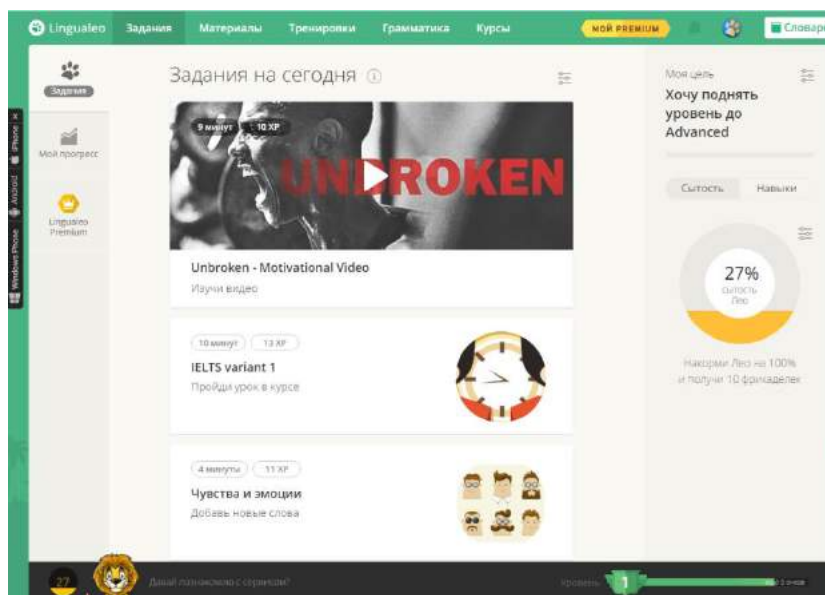 Lingualeo
Задания
Материалы
Тренировки
Грамматика
Курсы
МОЙ PREMIUM
Словарь
Задания
Мой прогресс
Lingualeo
Premium
iPhone
Android
Windows Phone
Задания на сегодня
9 минут
10 XP
UNBROKEN
Unbroken - Motivational Video
Изучи видео
10 минут
13 XP
IELTS variant 1
Пройди урок в курсе
4 минуты
11 XP
Чувства и эмоции
Добавь новые слова
Моя цель
Хочу поднять
уровень до
Advanced
Сытость
Навыки
27%
сытость
Лео
Накорми Лео на 100%
и получи 10 фрикаделек
27
Давай познакомлю с сервисом?
Уровень
1